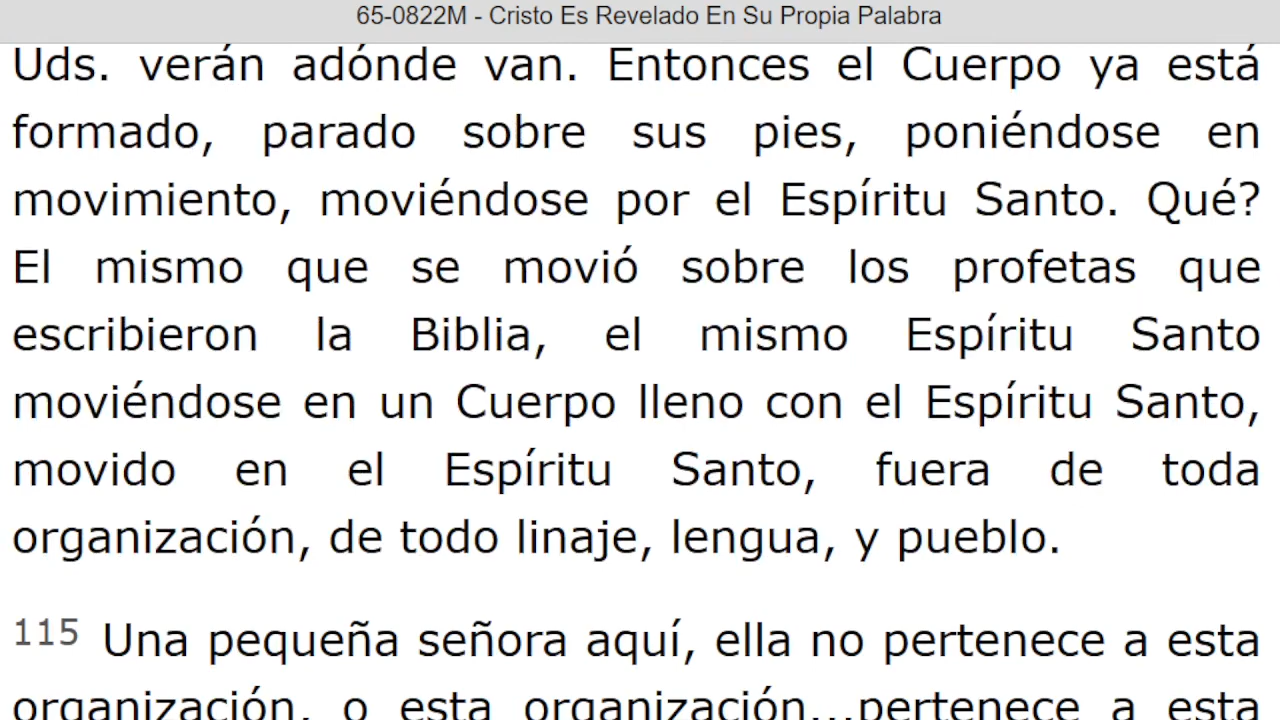 65-0822M - Cristo Es Revelado En Su Propia Palabra
Uds. verán adónde van. Entonces el Cuerpo ya está
formado, parado sobre sus pies, poniéndose en
movimiento, moviéndose por el Espíritu Santo. Qué?
El mismo que se movió sobre los profetas que
escribieron la Biblia, el mismo Espíritu Santo
moviéndose en un Cuerpo lleno con el Espíritu Santo,
movido en el Espíritu Santo, fuera de toda
organización, de todo linaje, lengua, y pueblo.
115 Una pequeña señora aquí, ella no pertenece a esta
organización, o esta organización...pertenece a esta